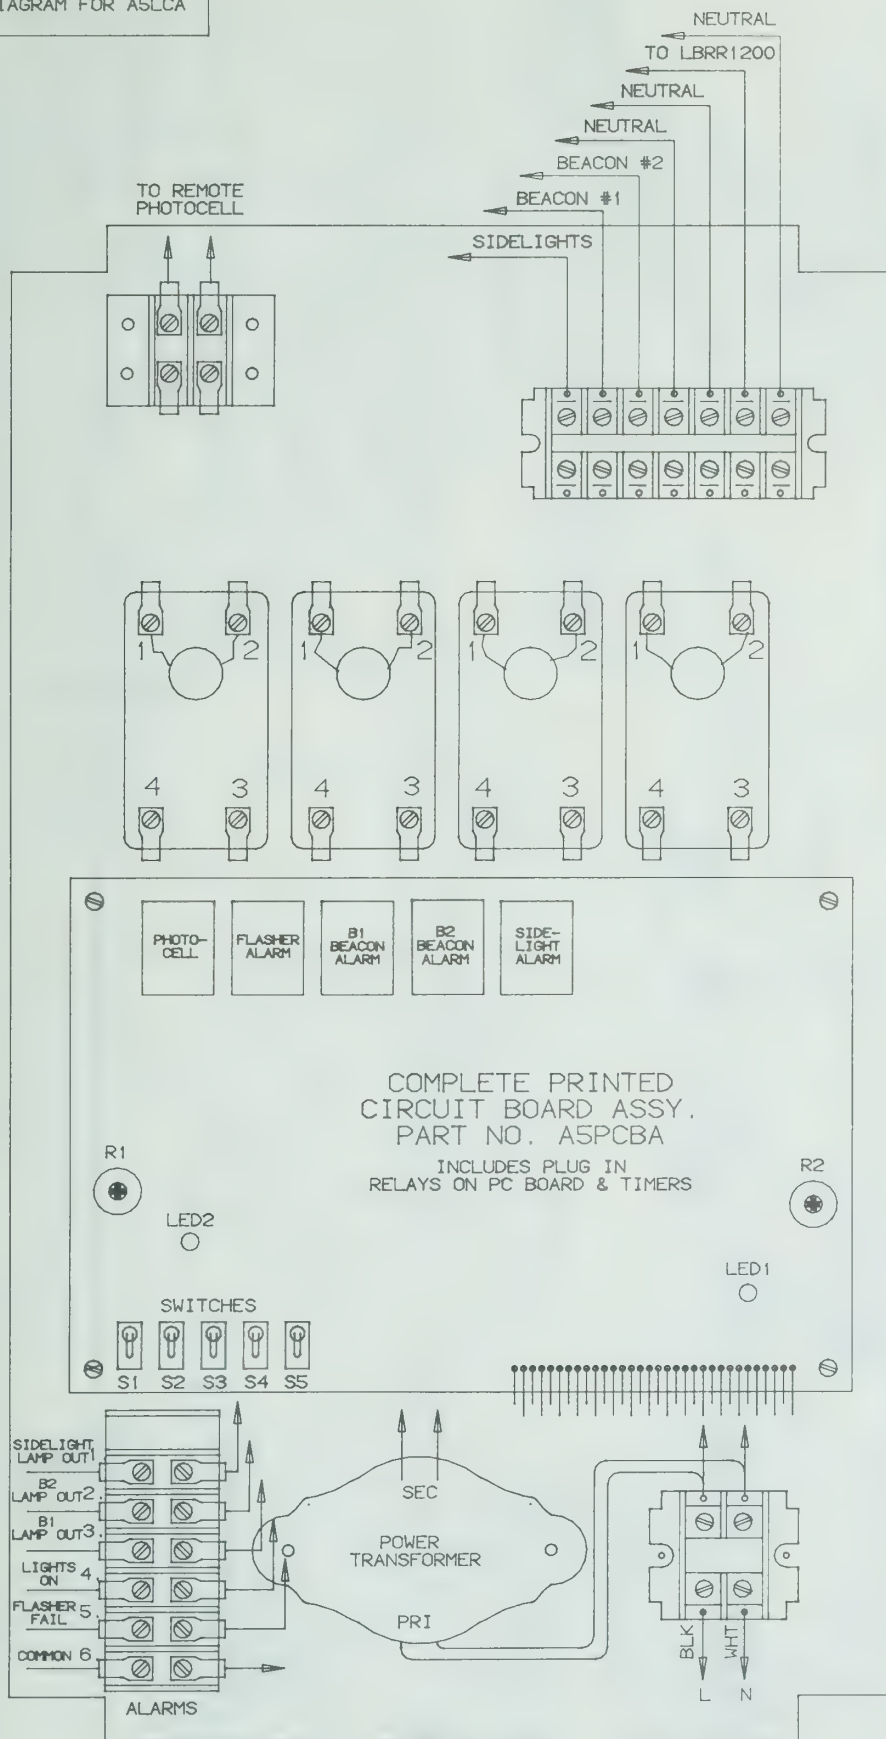 DIAGRAM FOR A5LCA
NEUTRAL
TO LBRR1200
NEUTRAL
NEUTRAL
BEACON #2
BEACON #1
SIDELIGHTS
TO REMOTE
PHOTOCELL
1 2 1 2 1 2 1 2
4 3 4 3 4 3 4 3
PHOTO-
CELL
FLASHER
ALARM
B1
BEACON
ALARM
B2
BEACON
ALARM
SIDE-
LIGHT
ALARM
COMPLETE PRINTED
CIRCUIT BOARD ASSY.
PART NO. A5PCBA
INCLUDES PLUG IN
RELAYS ON PC BOARD & TIMERS
R1
R2
LED2
LED1
SWITCHES
S1 S2 S3 S4 S5
SIDELIGHT
LAMP OUT 1
B2
LAMP OUT 2.
B1
LAMP OUT 3.
LIGHTS
ON 4.
FLASHER
FAIL 5.
COMMON 6
ALARMS
SEC
POWER
TRANSFORMER
PRI
BLK
WHT
L N